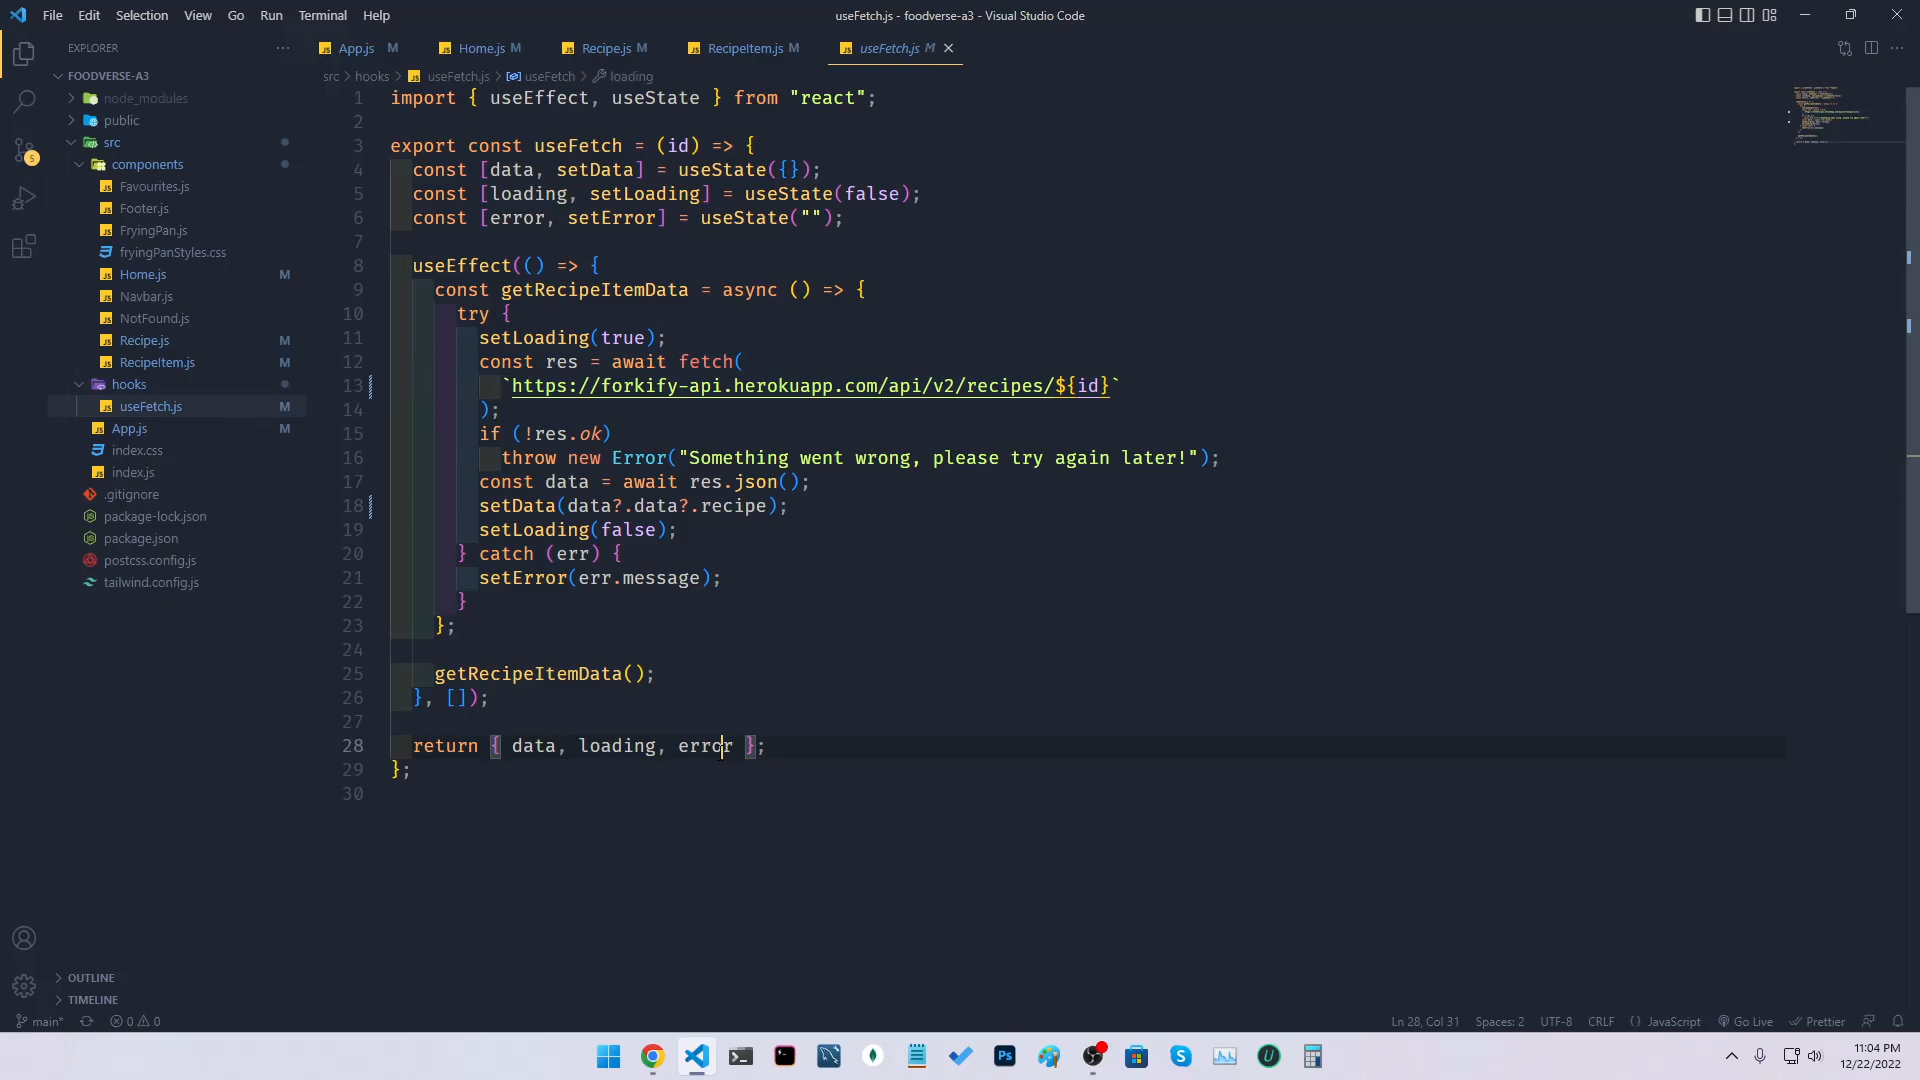 File Edit Selection View Go Run Terminal Help
useFetch.js - foodverse-a3 - Visual Studio Code
EXPLORER
App.js M
Home.js M
Recipe.js M
RecipeItem.js M
useFetch.js M
FOODVERSE-A3
src > hooks > useFetch.js > useFetch > loading
node_modules
public
src
components
Favourites.js
Footer.js
FryingPan.js
fryingPanStyles.css
Home.js M
Navbar.js
NotFound.js
Recipe.js M
RecipeItem.js M
hooks
useFetch.js M
App.js M
index.css
index.js
.gitignore
package-lock.json
package.json
postcss.config.js
tailwind.config.js
5
OUTLINE
TIMELINE
1 import { useEffect, useState } from "react";
2
3 export const useFetch = (id) => {
4 const [data, setData] = useState({});
5 const [loading, setLoading] = useState(false);
6 const [error, setError] = useState("");
7
8 useEffect(() => {
9 const getRecipeItemData = async () => {
10 try {
11 setLoading(true);
12 const res = await fetch(
13 `https://forkify-api.herokuapp.com/api/v2/recipes/${id}`
14 );
15 if (!res.ok)
16 throw new Error("Something went wrong, please try again later!");
17 const data = await res.json();
18 setData(data?.data?.recipe);
19 setLoading(false);
20 } catch (err) {
21 setError(err.message);
22 }
23 };
24
25 getRecipeItemData();
26 }, []);
27
28 return { data, loading, error };
29 };
30
main* 0 0
Ln 28, Col 31 Spaces: 2 UTF-8 CRLF {} JavaScript Go Live Prettier
Ps
U
11:04 PM
12/22/2022